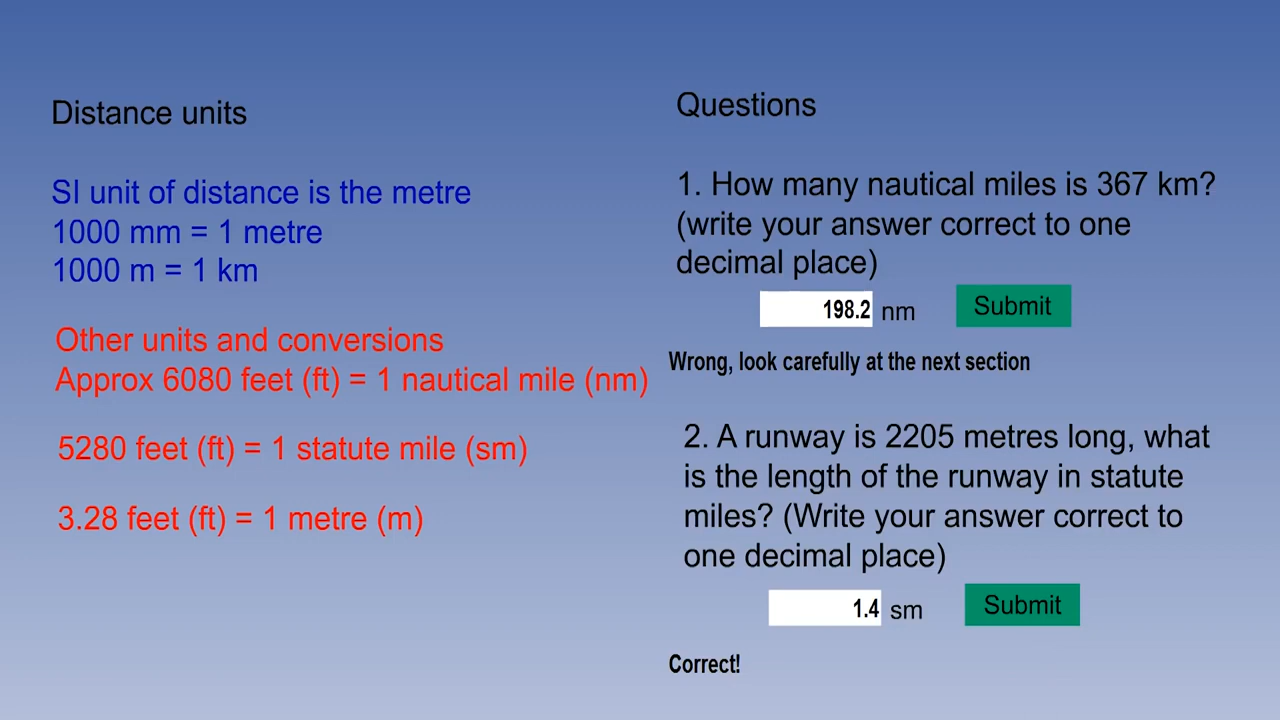 Distance units
SI unit of distance is the metre
1000 mm = 1 metre
1000 m = 1 km
Other units and conversions
Approx 6080 feet (ft) = 1 nautical mile (nm)
5280 feet (ft) = 1 statute mile (sm)
3.28 feet (ft) = 1 metre (m)
Questions
1. How many nautical miles is 367 km?
(write your answer correct to one
decimal place)
198.2 nm Submit
Wrong, look carefully at the next section
2. A runway is 2205 metres long, what
is the length of the runway in statute
miles? (Write your answer correct to
one decimal place)
1.4 sm Submit
Correct!